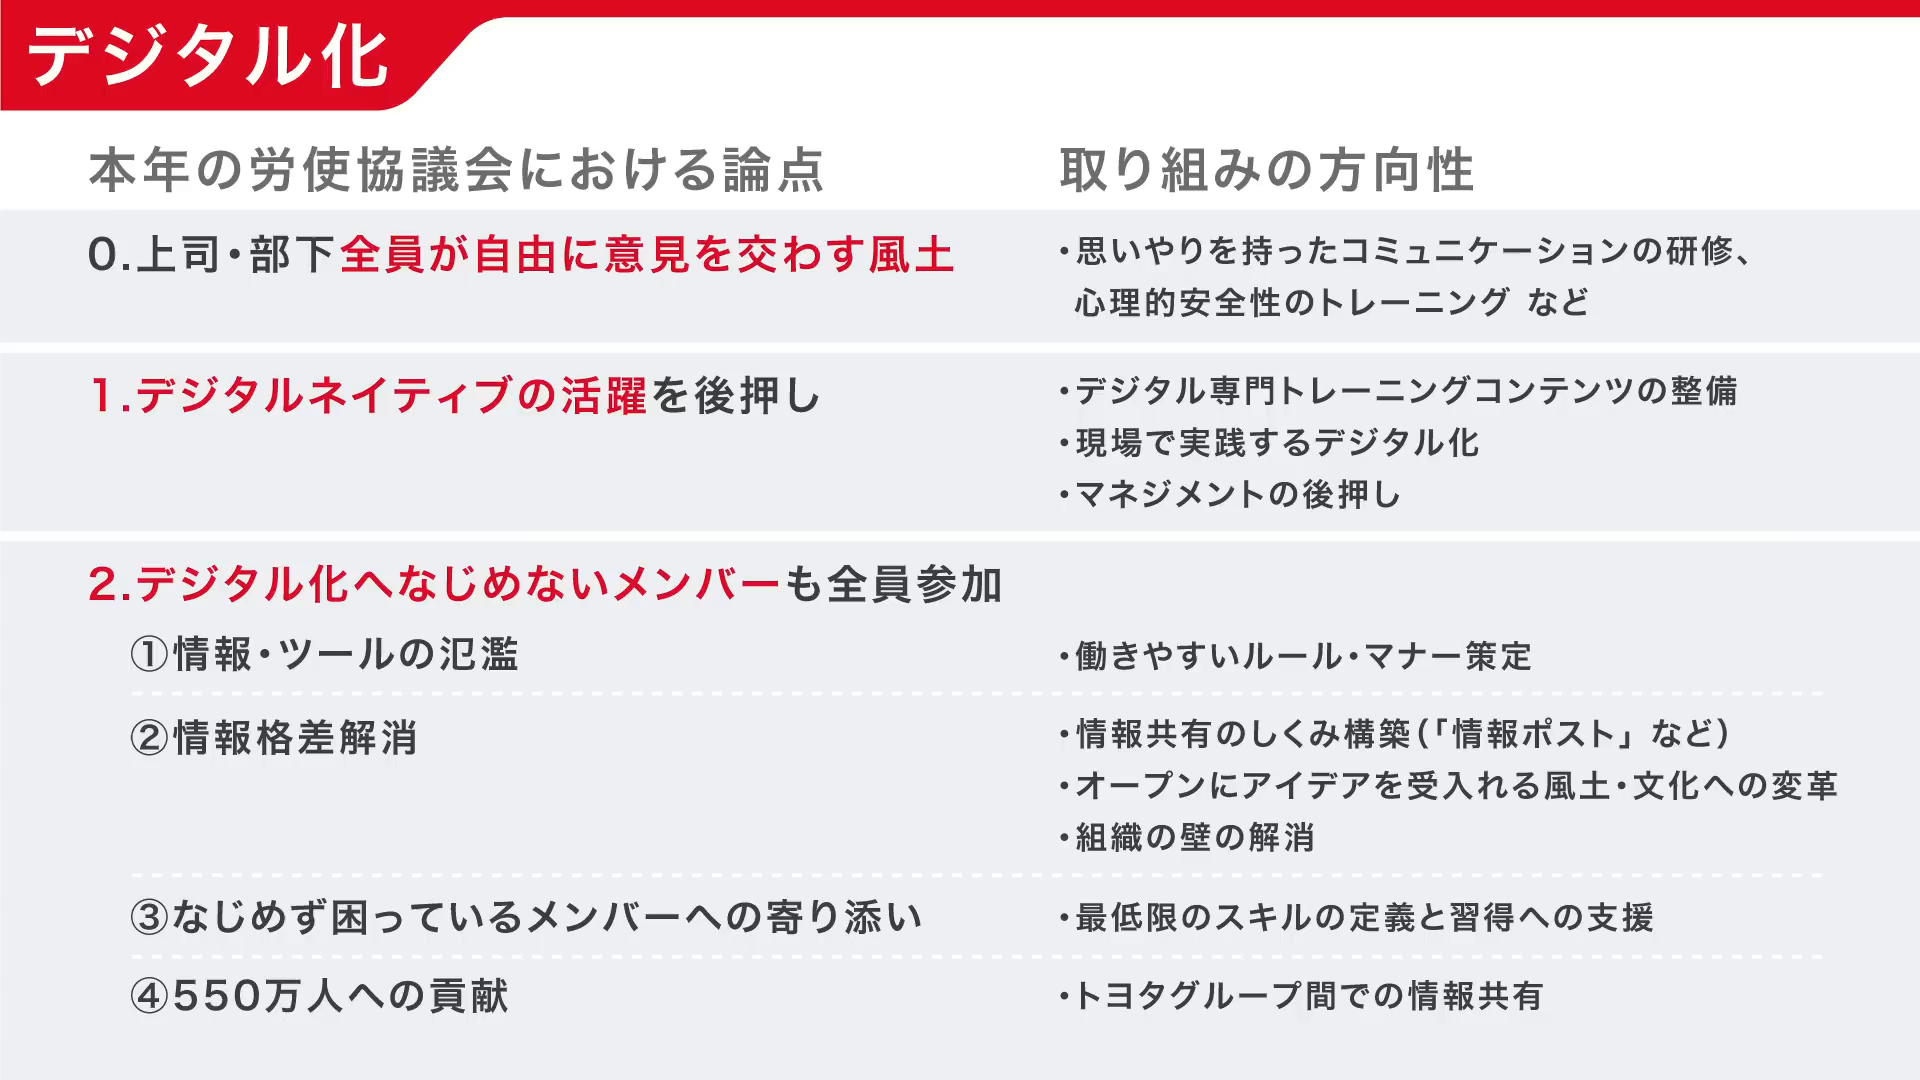 デジタル化
本年の労使協議会における論点
取り組みの方向性
0.上司・部下全員が自由に意見を交わす風土
・思いやりを持ったコミュニケーションの研修、
心理的安全性のトレーニング など
1.デジタルネイティブの活躍を後押し
・デジタル専門トレーニングコンテンツの整備
・現場で実践するデジタル化
・マネジメントの後押し
2.デジタル化へなじめないメンバーも全員参加
①情報・ツールの氾濫
・働きやすいルール・マナー策定
②情報格差解消
・情報共有のしくみ構築(「情報ポスト」など)
・オープンにアイデアを受入れる風土・文化への変革
・組織の壁の解消
③なじめず困っているメンバーへの寄り添い
・最低限のスキルの定義と習得への支援
④550万人への貢献
・トヨタグループ間での情報共有